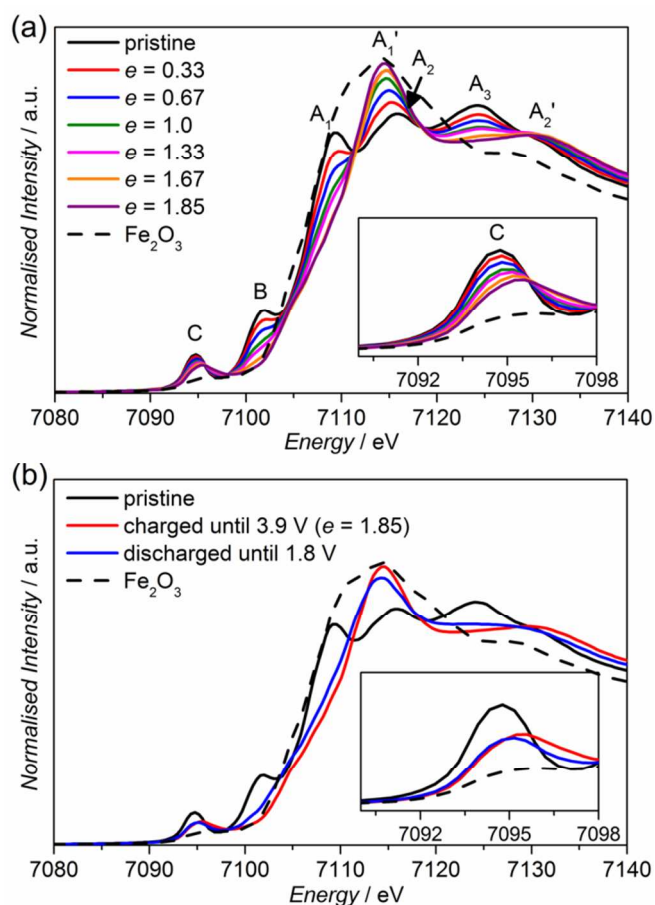 (a)
pristine
e = 0.33
e = 0.67
e = 1.0
e = 1.33
e = 1.67
e = 1.85
Fe₂O₃
A₁'
A₂
A₁
A₃
A₂'
B
C
C
7092 7095 7098
Normalised Intensity / a.u.
7080 7090 7100 7110 7120 7130 7140
Energy / eV
(b)
pristine
charged until 3.9 V (e = 1.85)
discharged until 1.8 V
Fe₂O₃
7092 7095 7098
Normalised Intensity / a.u.
7080 7090 7100 7110 7120 7130 7140
Energy / eV